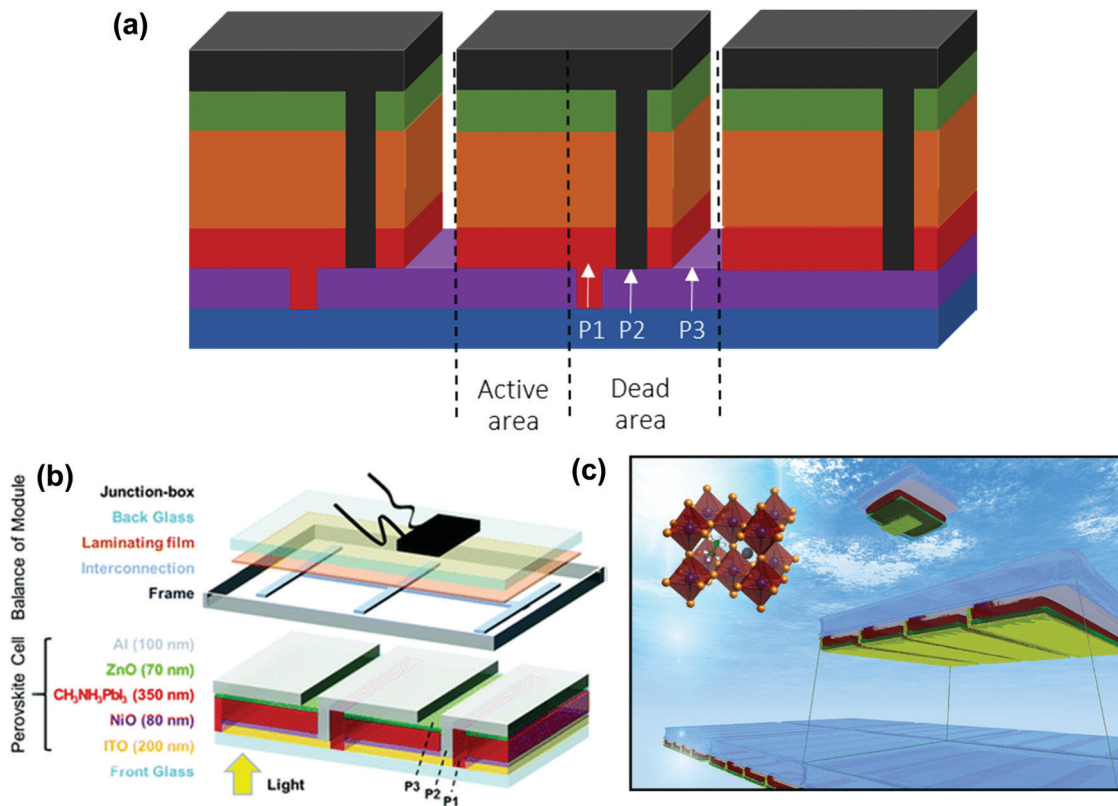 (a)
P1 P2 P3
Active
area
Dead
area
(b)
Balance of Module
Junction-box
Back Glass
Laminating film
Interconnection
Frame
Perovskite Cell
Al (100 nm)
ZnO (70 nm)
CH₃NH₃PbI₃ (350 nm)
NiO (80 nm)
ITO (200 nm)
Front Glass
Light
P3
P2
P1
(c)